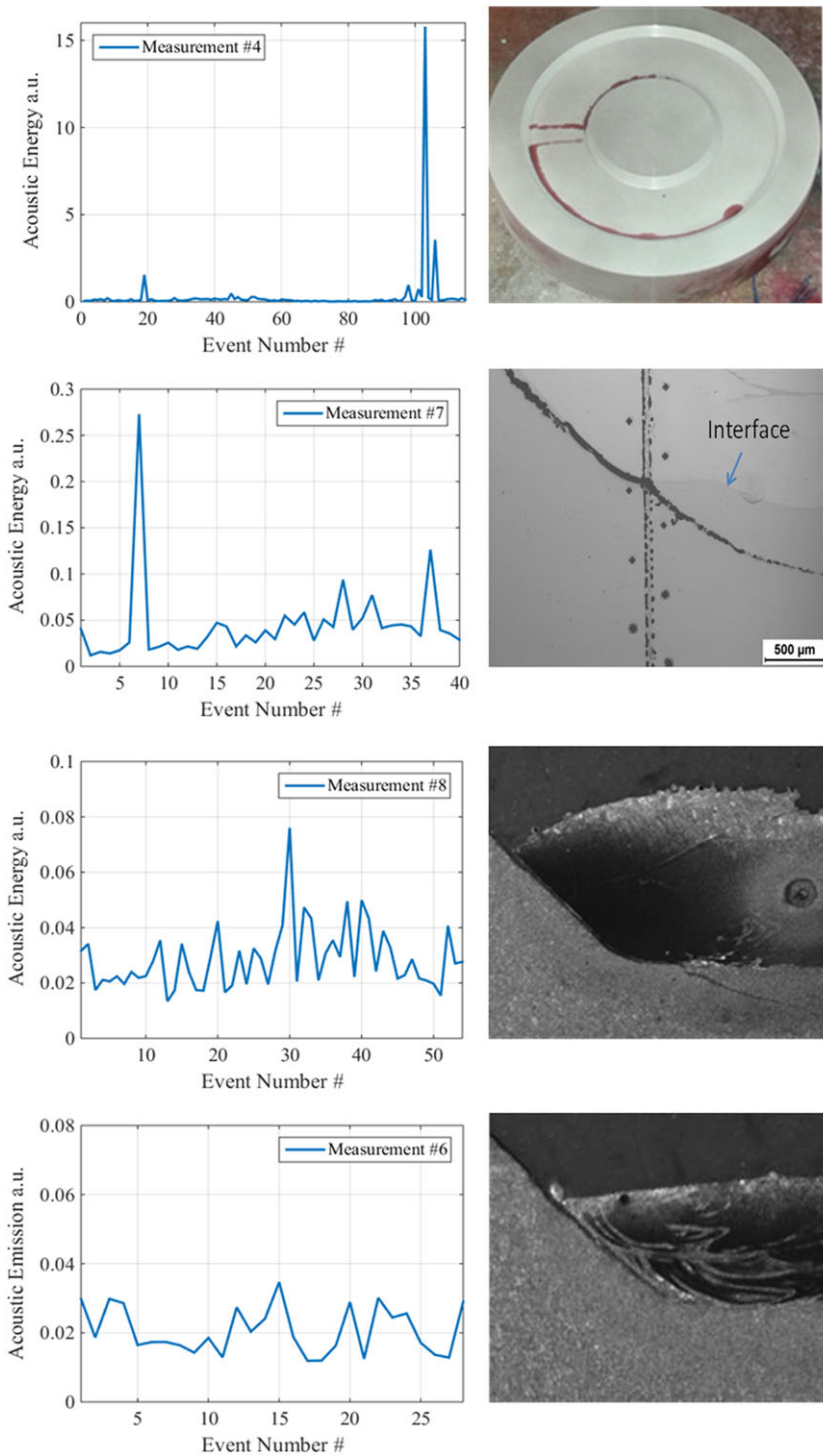 Measurement #4
Acoustic Energy a.u.
15
10
5
0
0 20 40 60 80 100
Event Number #
Measurement #7
Acoustic Energy a.u.
0.3
0.25
0.2
0.15
0.1
0.05
0
5 10 15 20 25 30 35 40
Event Number #
Interface
500 µm
Measurement #8
Acoustic Energy a.u.
0.1
0.08
0.06
0.04
0.02
0
10 20 30 40 50
Event Number #
Measurement #6
Acoustic Emission a.u.
0.08
0.06
0.04
0.02
0
5 10 15 20 25
Event Number #